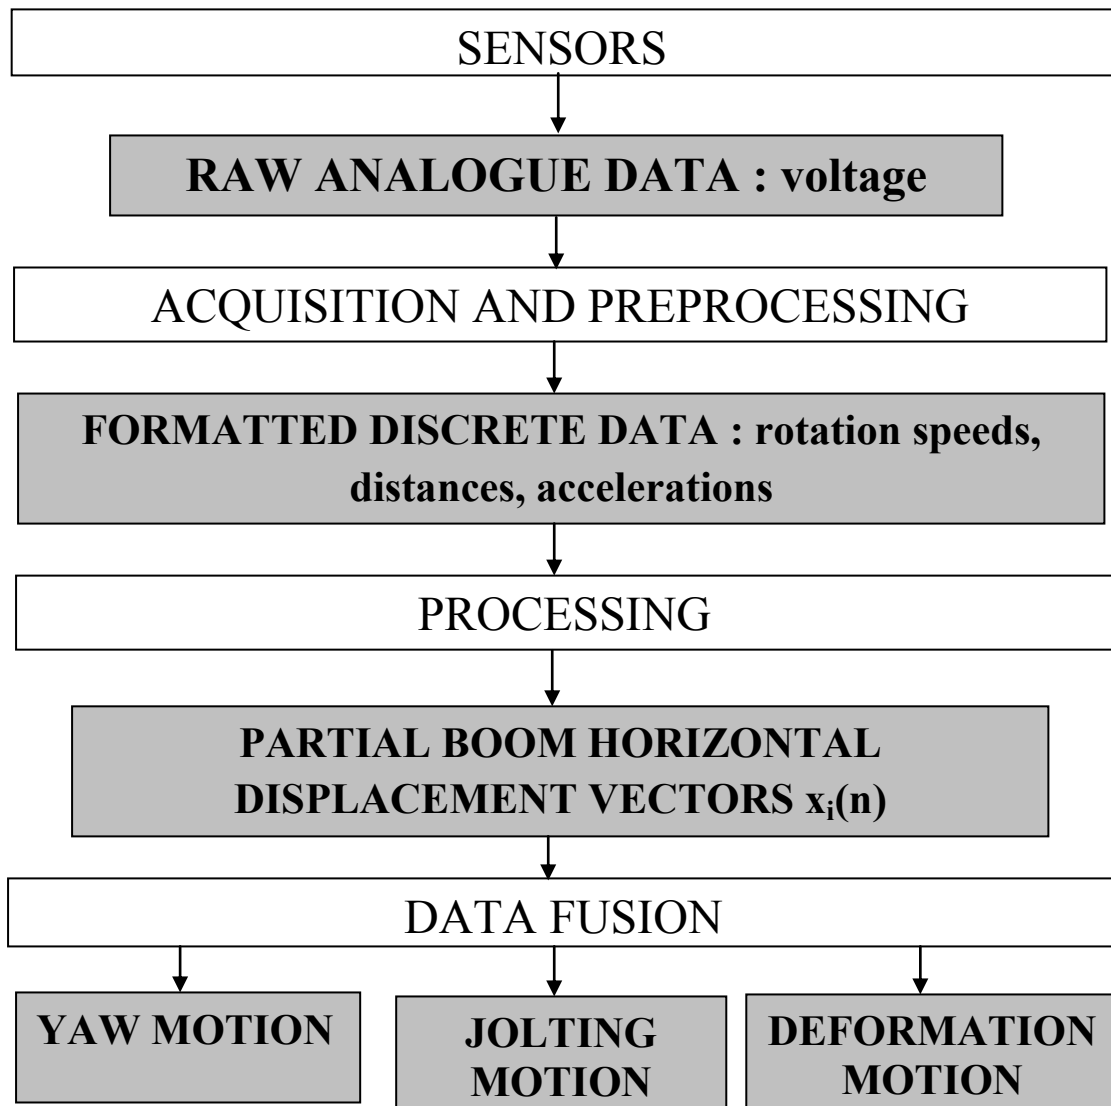 SENSORS
RAW ANALOGUE DATA : voltage
ACQUISITION AND PREPROCESSING
FORMATTED DISCRETE DATA : rotation speeds,
distances, accelerations
PROCESSING
PARTIAL BOOM HORIZONTAL
DISPLACEMENT VECTORS xi(n)
DATA FUSION
YAW MOTION
JOLTING
MOTION
DEFORMATION
MOTION